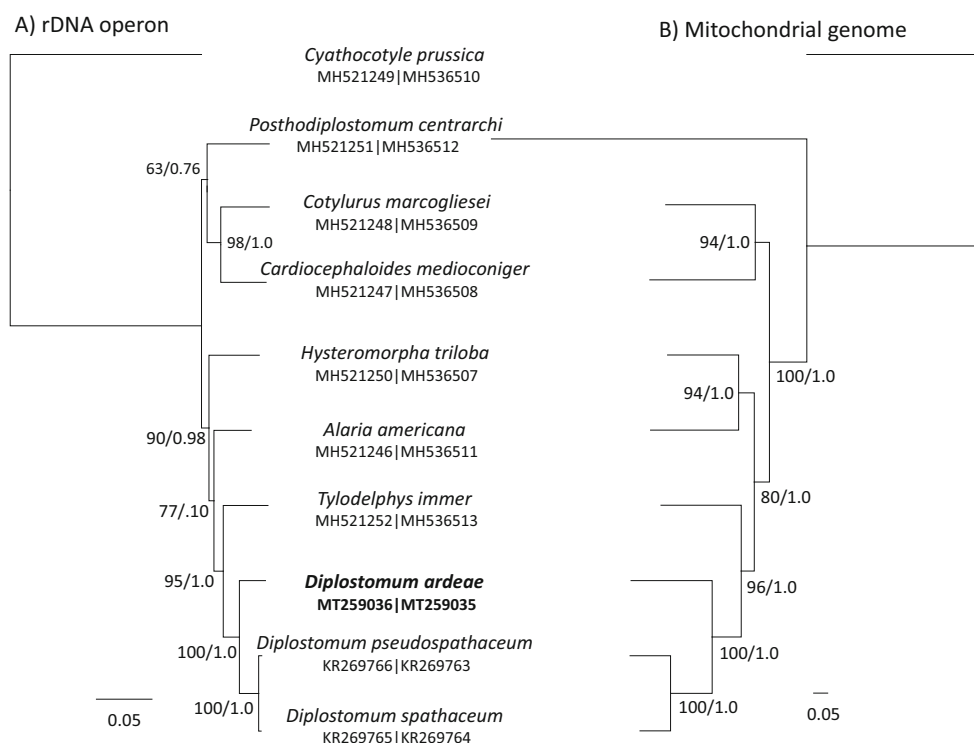 A) rDNA operon
B) Mitochondrial genome
Cyathocotyle prussica
MH521249|MH536510
Posthodiplostomum centrarchi
MH521251|MH536512
63/0.76
Cotylurus marcogliesei
MH521248|MH536509
98/1.0
94/1.0
Cardiocephaloides medioconiger
MH521247|MH536508
Hysteromorpha triloba
MH521250|MH536507
100/1.0
94/1.0
90/0.98
Alaria americana
MH521246|MH536511
77/.10
80/1.0
Tylodelphys immer
MH521252|MH536513
95/1.0
96/1.0
Diplostomum ardeae
MT259036|MT259035
100/1.0
100/1.0
Diplostomum pseudospathaceum
KR269766|KR269763
100/1.0
100/1.0
Diplostomum spathaceum
KR269765|KR269764
0.05
0.05